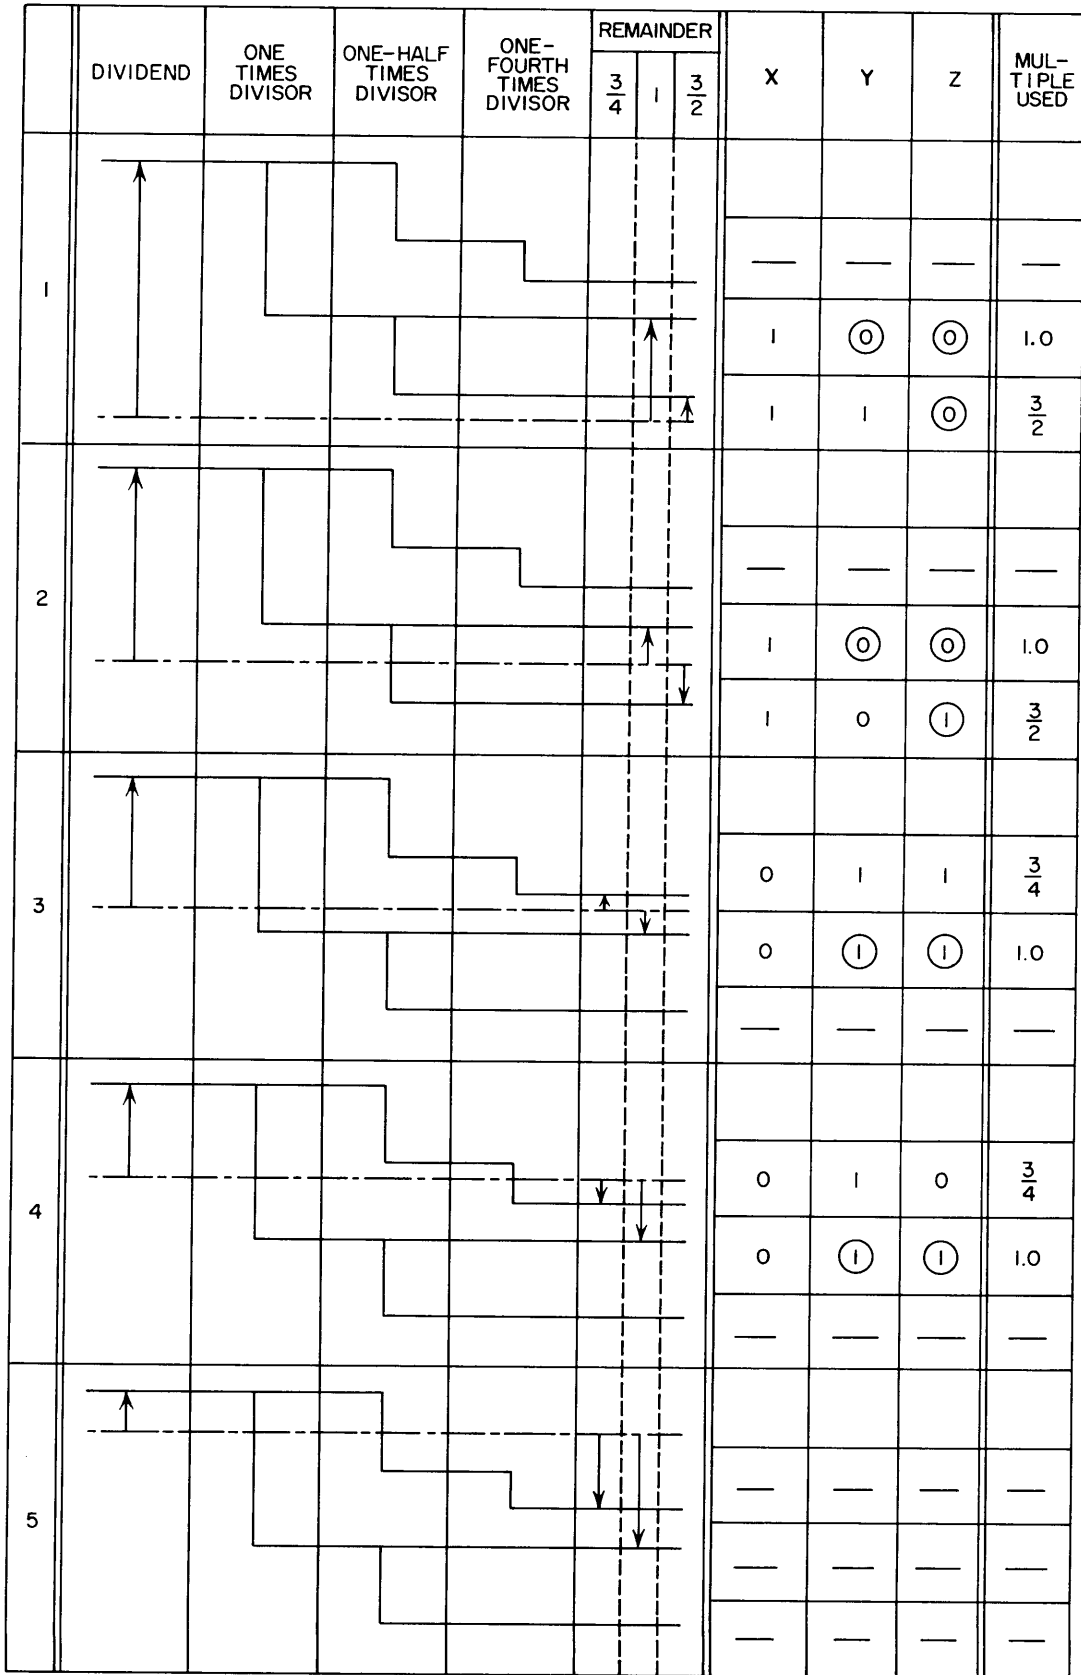 DIVIDEND
ONE
TIMES
DIVISOR
ONE-HALF
TIMES
DIVISOR
ONE-
FOURTH
TIMES
DIVISOR
REMAINDER
3/4 1 3/2
X Y Z
MUL-
TIPLE
USED
1
— — — —
1 0 0 1.0
1 1 0 3/2
2
— — — —
1 0 0 1.0
1 0 1 3/2
3
0 1 1 3/4
0 1 1 1.0
— — — —
4
0 1 0 3/4
0 1 1 1.0
— — — —
5
— — — —
— — — —
— — — —